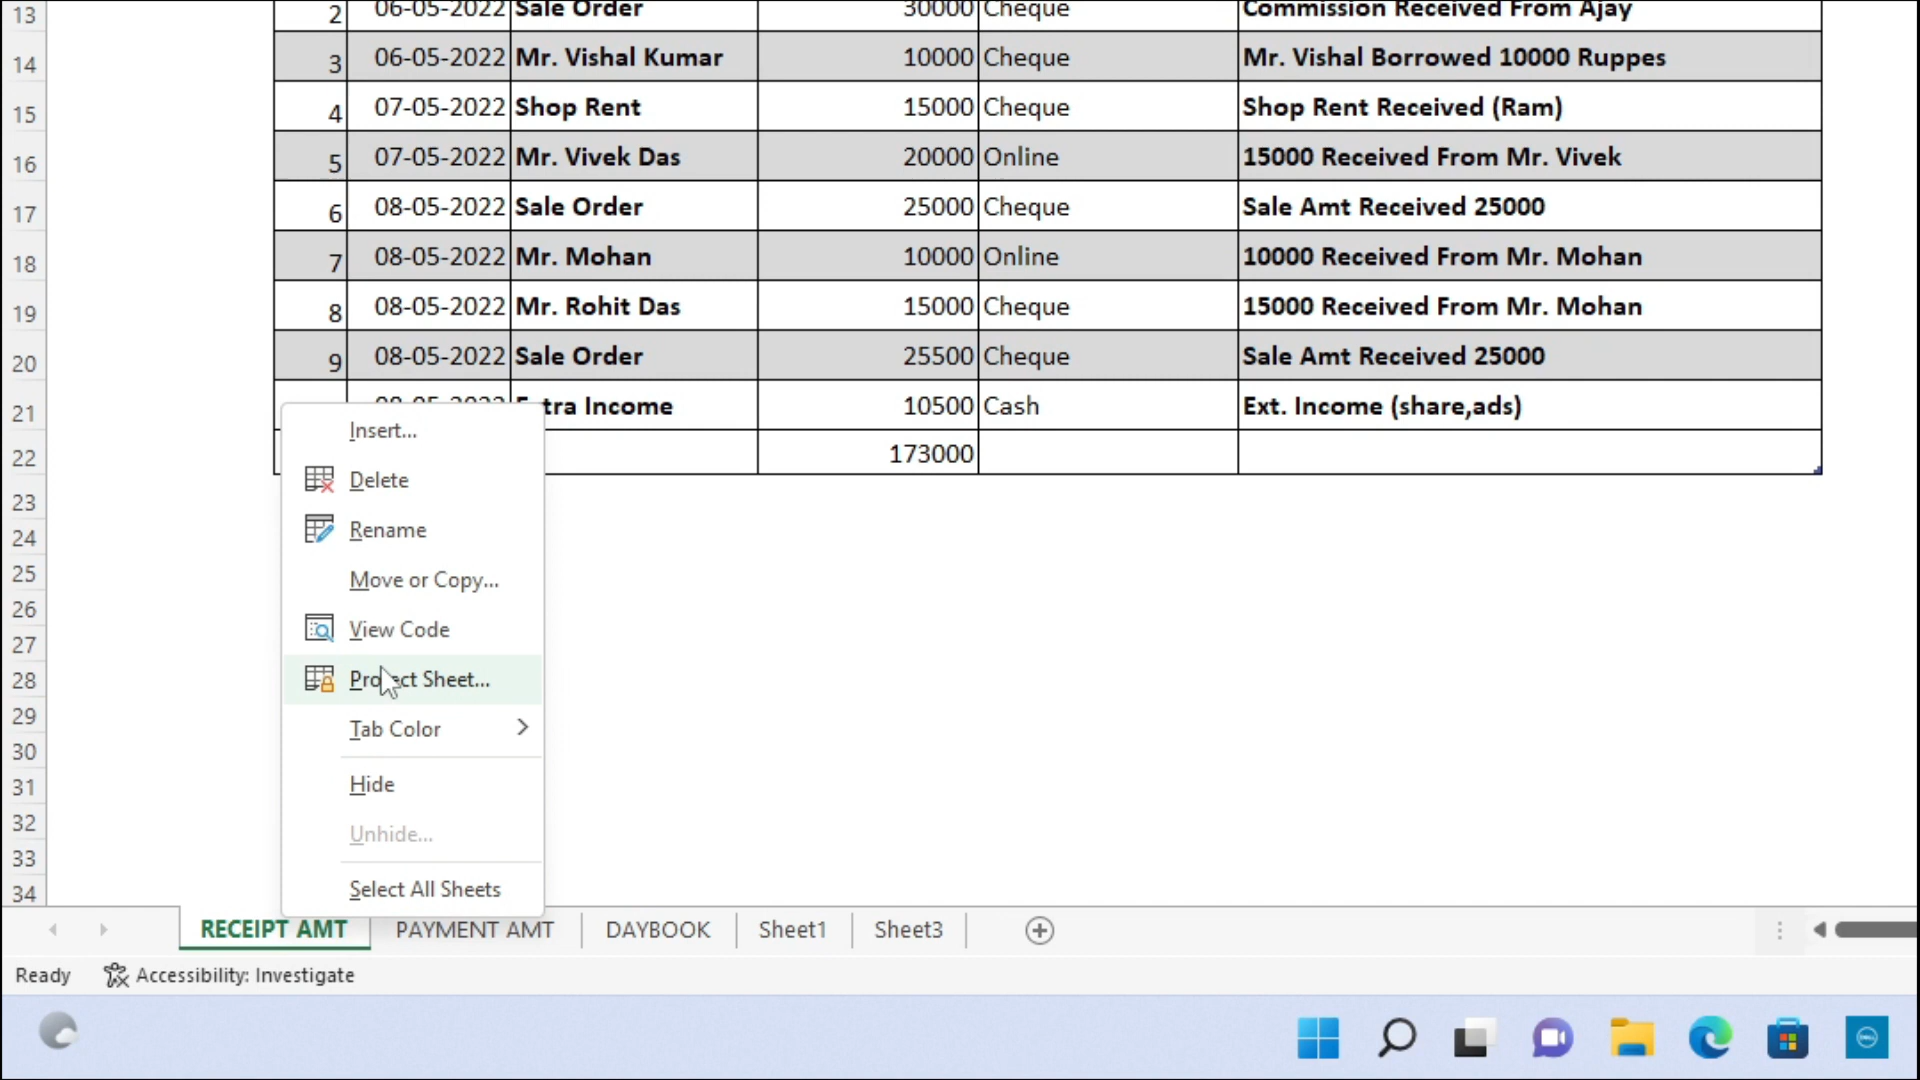 13 2 06-05-2022 Sale Order 30000 Cheque Commission Received From Ajay
14 3 06-05-2022 Mr. Vishal Kumar 10000 Cheque Mr. Vishal Borrowed 10000 Ruppes
15 4 07-05-2022 Shop Rent 15000 Cheque Shop Rent Received (Ram)
16 5 07-05-2022 Mr. Vivek Das 20000 Online 15000 Received From Mr. Vivek
17 6 08-05-2022 Sale Order 25000 Cheque Sale Amt Received 25000
18 7 08-05-2022 Mr. Mohan 10000 Online 10000 Received From Mr. Mohan
19 8 08-05-2022 Mr. Rohit Das 15000 Cheque 15000 Received From Mr. Mohan
20 9 08-05-2022 Sale Order 25500 Cheque Sale Amt Received 25000
21 08-05-2022 Extra Income 10500 Cash Ext. Income (share,ads)
22 173000
23
24
25
26
27
28
29
30
31
32
33
34
Insert...
Delete
Rename
Move or Copy...
View Code
Protect Sheet...
Tab Color
Hide
Unhide...
Select All Sheets
RECEIPT AMT PAYMENT AMT DAYBOOK Sheet1 Sheet3
Ready Accessibility: Investigate
DELL